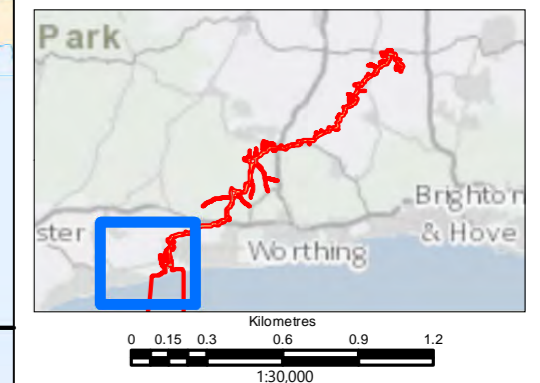 Park
Brighton
ster
& Hove
Worthing
Kilometres
0 0.15 0.3 0.6 0.9 1.2
1:30,000